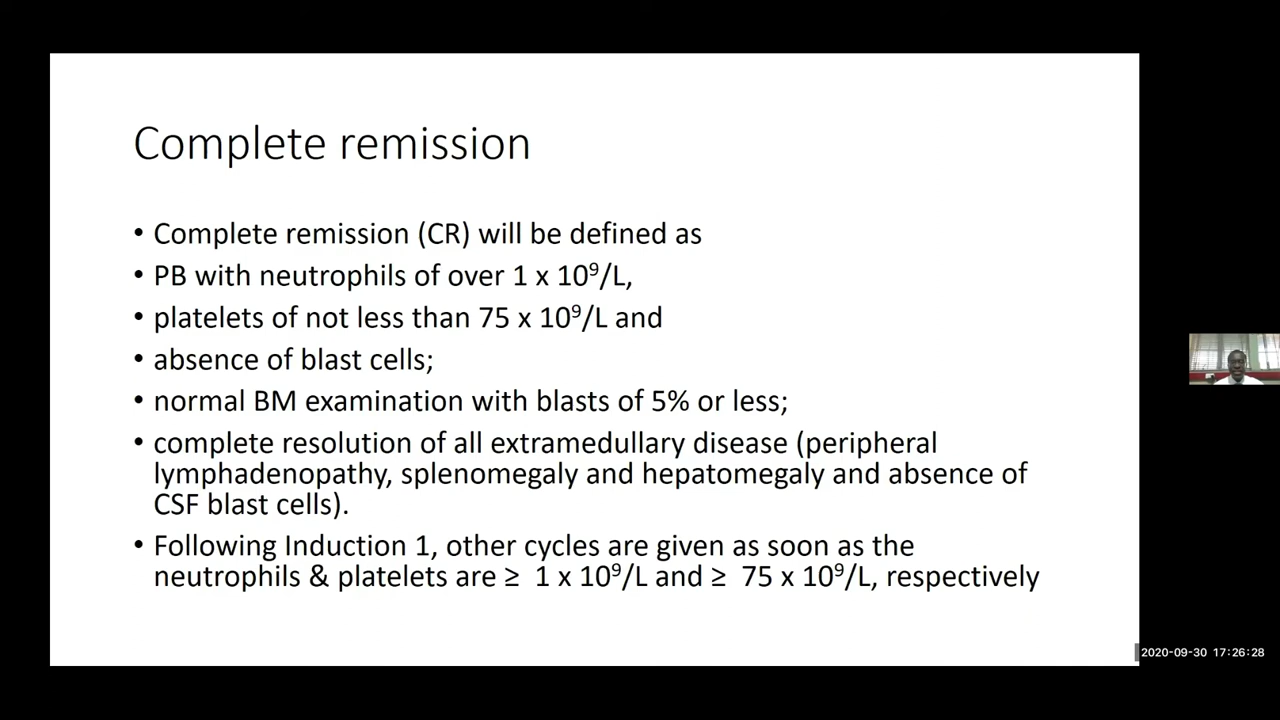 Complete remission
• Complete remission (CR) will be defined as
• PB with neutrophils of over 1 x 10⁹/L,
• platelets of not less than 75 x 10⁹/L and
• absence of blast cells;
• normal BM examination with blasts of 5% or less;
• complete resolution of all extramedullary disease (peripheral
lymphadenopathy, splenomegaly and hepatomegaly and absence of
CSF blast cells).
• Following Induction 1, other cycles are given as soon as the
neutrophils & platelets are ≥ 1 x 10⁹/L and ≥ 75 x 10⁹/L, respectively
2020-09-30 17:26:28